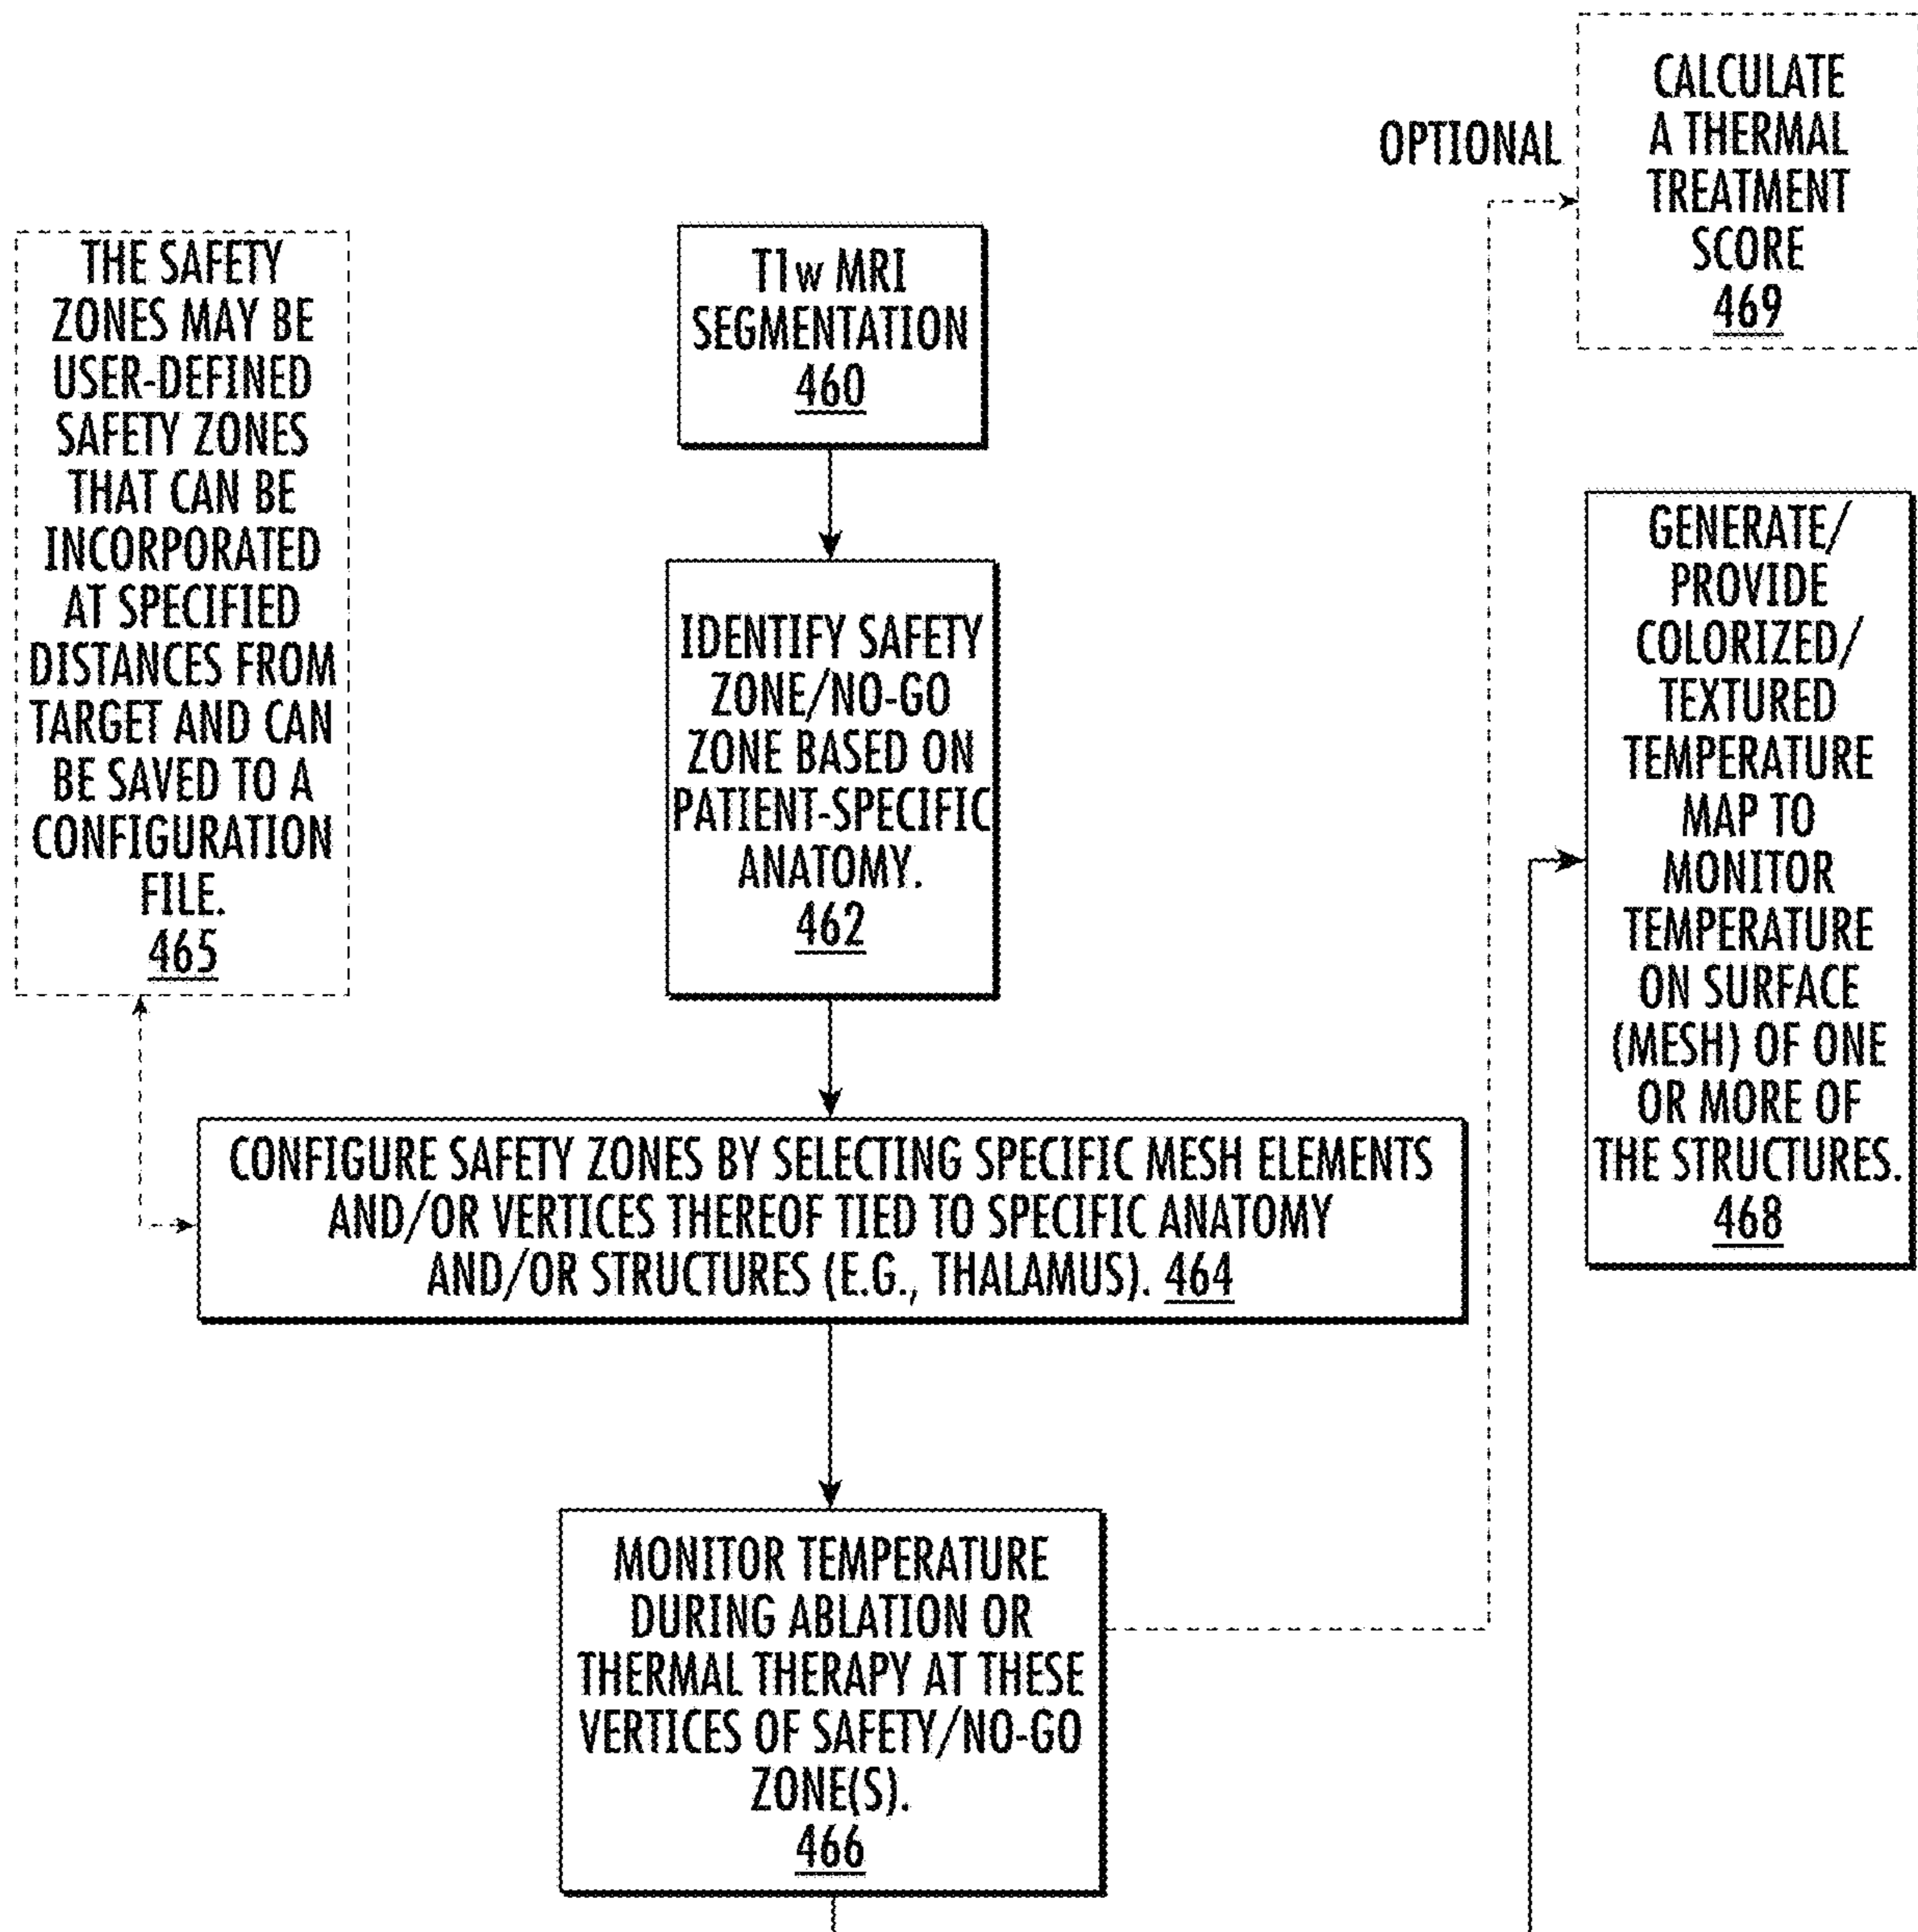 CALCULATE
A THERMAL
TREATMENT
SCORE
469
OPTIONAL
THE SAFETY
ZONES MAY BE
USER-DEFINED
SAFETY ZONES
THAT CAN BE
INCORPORATED
AT SPECIFIED
DISTANCES FROM
TARGET AND CAN
BE SAVED TO A
CONFIGURATION
FILE.
465
T1w MRI
SEGMENTATION
460
IDENTIFY SAFETY
ZONE/NO-GO
ZONE BASED ON
PATIENT-SPECIFIC
ANATOMY.
462
GENERATE/
PROVIDE
COLORIZED/
TEXTURED
TEMPERATURE
MAP TO
MONITOR
TEMPERATURE
ON SURFACE
(MESH) OF ONE
OR MORE OF
THE STRUCTURES.
468
CONFIGURE SAFETY ZONES BY SELECTING SPECIFIC MESH ELEMENTS
AND/OR VERTICES THEREOF TIED TO SPECIFIC ANATOMY
AND/OR STRUCTURES (E.G., THALAMUS). 464
MONITOR TEMPERATURE
DURING ABLATION OR
THERMAL THERAPY AT THESE
VERTICES OF SAFETY/NO-GO
ZONE(S).
466